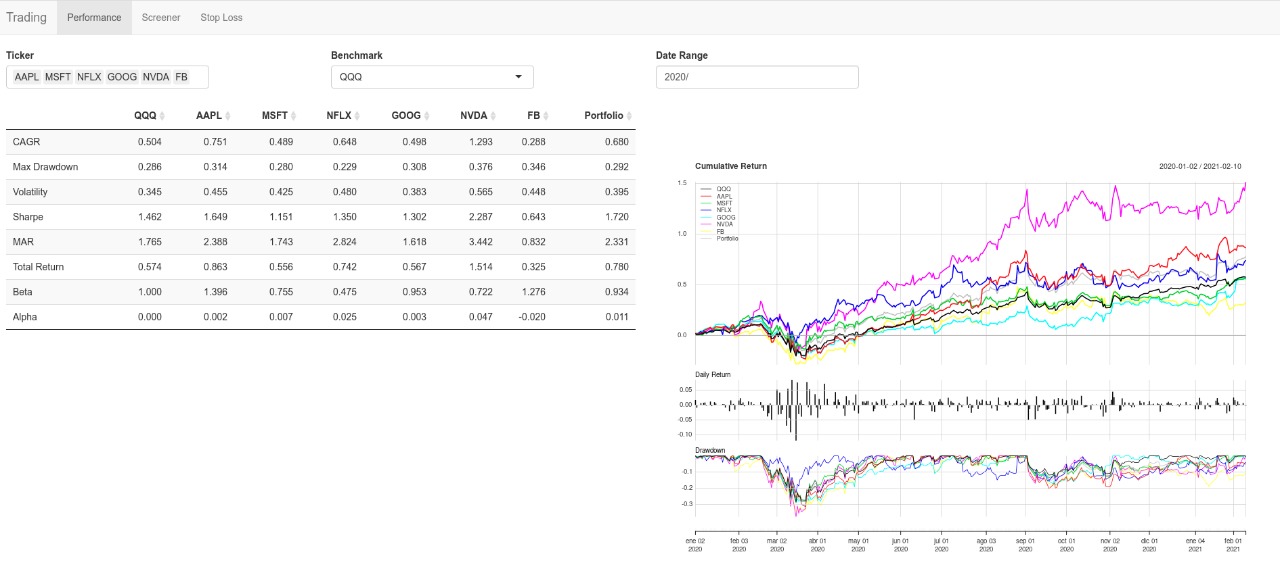 Trading Performance Screener Stop Loss
Ticker Benchmark Date Range
AAPL MSFT NFLX GOOG NVDA FB QQQ 2020/
QQQ AAPL MSFT NFLX GOOG NVDA FB Portfolio
CAGR 0.504 0.751 0.489 0.648 0.498 1.293 0.288 0.680
Max Drawdown 0.286 0.314 0.280 0.229 0.308 0.376 0.346 0.292
Volatility 0.345 0.455 0.425 0.480 0.383 0.565 0.448 0.395
Sharpe 1.462 1.649 1.151 1.350 1.302 2.287 0.643 1.720
MAR 1.765 2.388 1.743 2.824 1.618 3.442 0.832 2.331
Total Return 0.574 0.863 0.556 0.742 0.567 1.514 0.325 0.780
Beta 1.000 1.396 0.755 0.463 0.953 0.722 1.276 0.934
Alpha 0.000 0.002 0.007 0.029 0.002 0.047 -0.020 0.011
Cumulative Return 2020-01-02 / 2021-02-10
1.5
1.0
0.5
0.0
QQQ
AAPL
MSFT
NFLX
GOOG
NVDA
FB
Portfolio
Daily Return
0.05
0.00
-0.05
-0.10
Drawdown
-0.1
-0.2
-0.3
ene 02 feb 03 mar 02 abr 01 may 01 jun 01 jul 01 ago 03 sep 01 oct 01 nov 02 dic 01 ene 04 feb 01
2020 2020 2020 2020 2020 2020 2020 2020 2020 2020 2020 2020 2021 2021